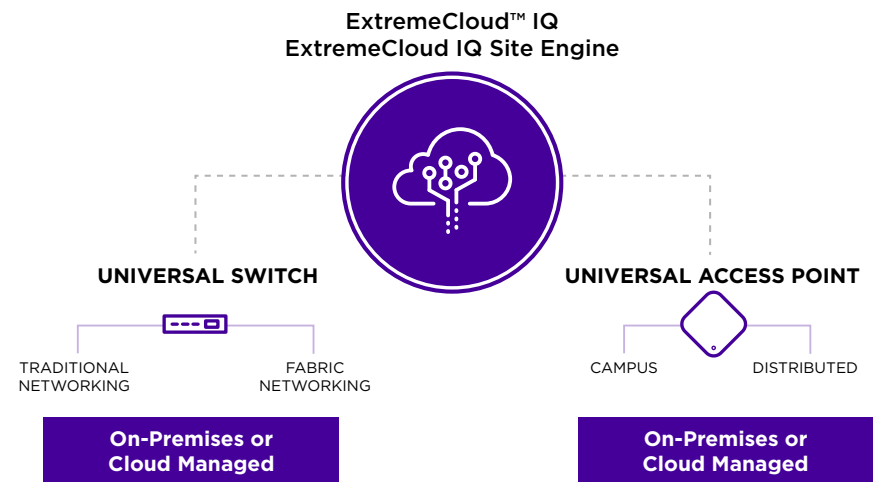 ExtremeCloud™ IQ
ExtremeCloud IQ Site Engine
UNIVERSAL SWITCH
TRADITIONAL
NETWORKING
FABRIC
NETWORKING
On-Premises or
Cloud Managed
UNIVERSAL ACCESS POINT
CAMPUS
DISTRIBUTED
On-Premises or
Cloud Managed